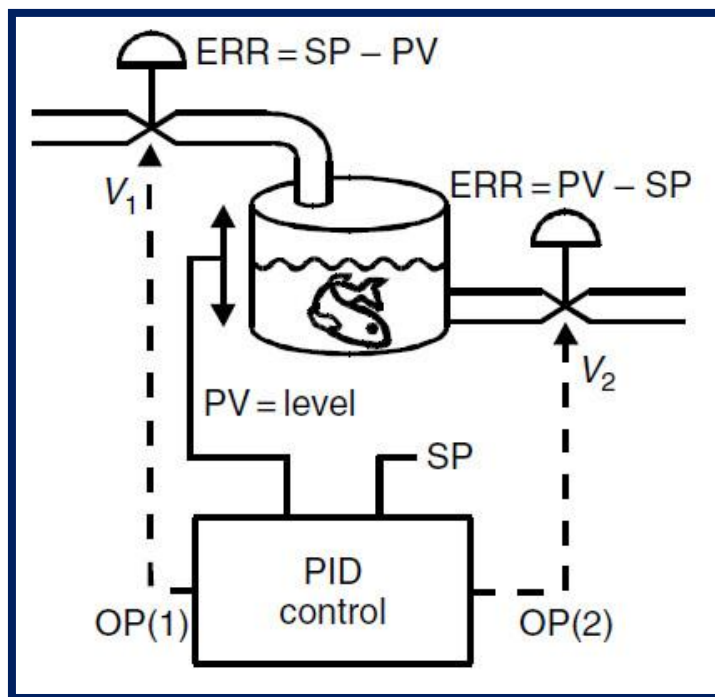 ERR = SP – PV
V1
ERR = PV – SP
V2
PV = level
SP
PID
control
OP(1)
OP(2)